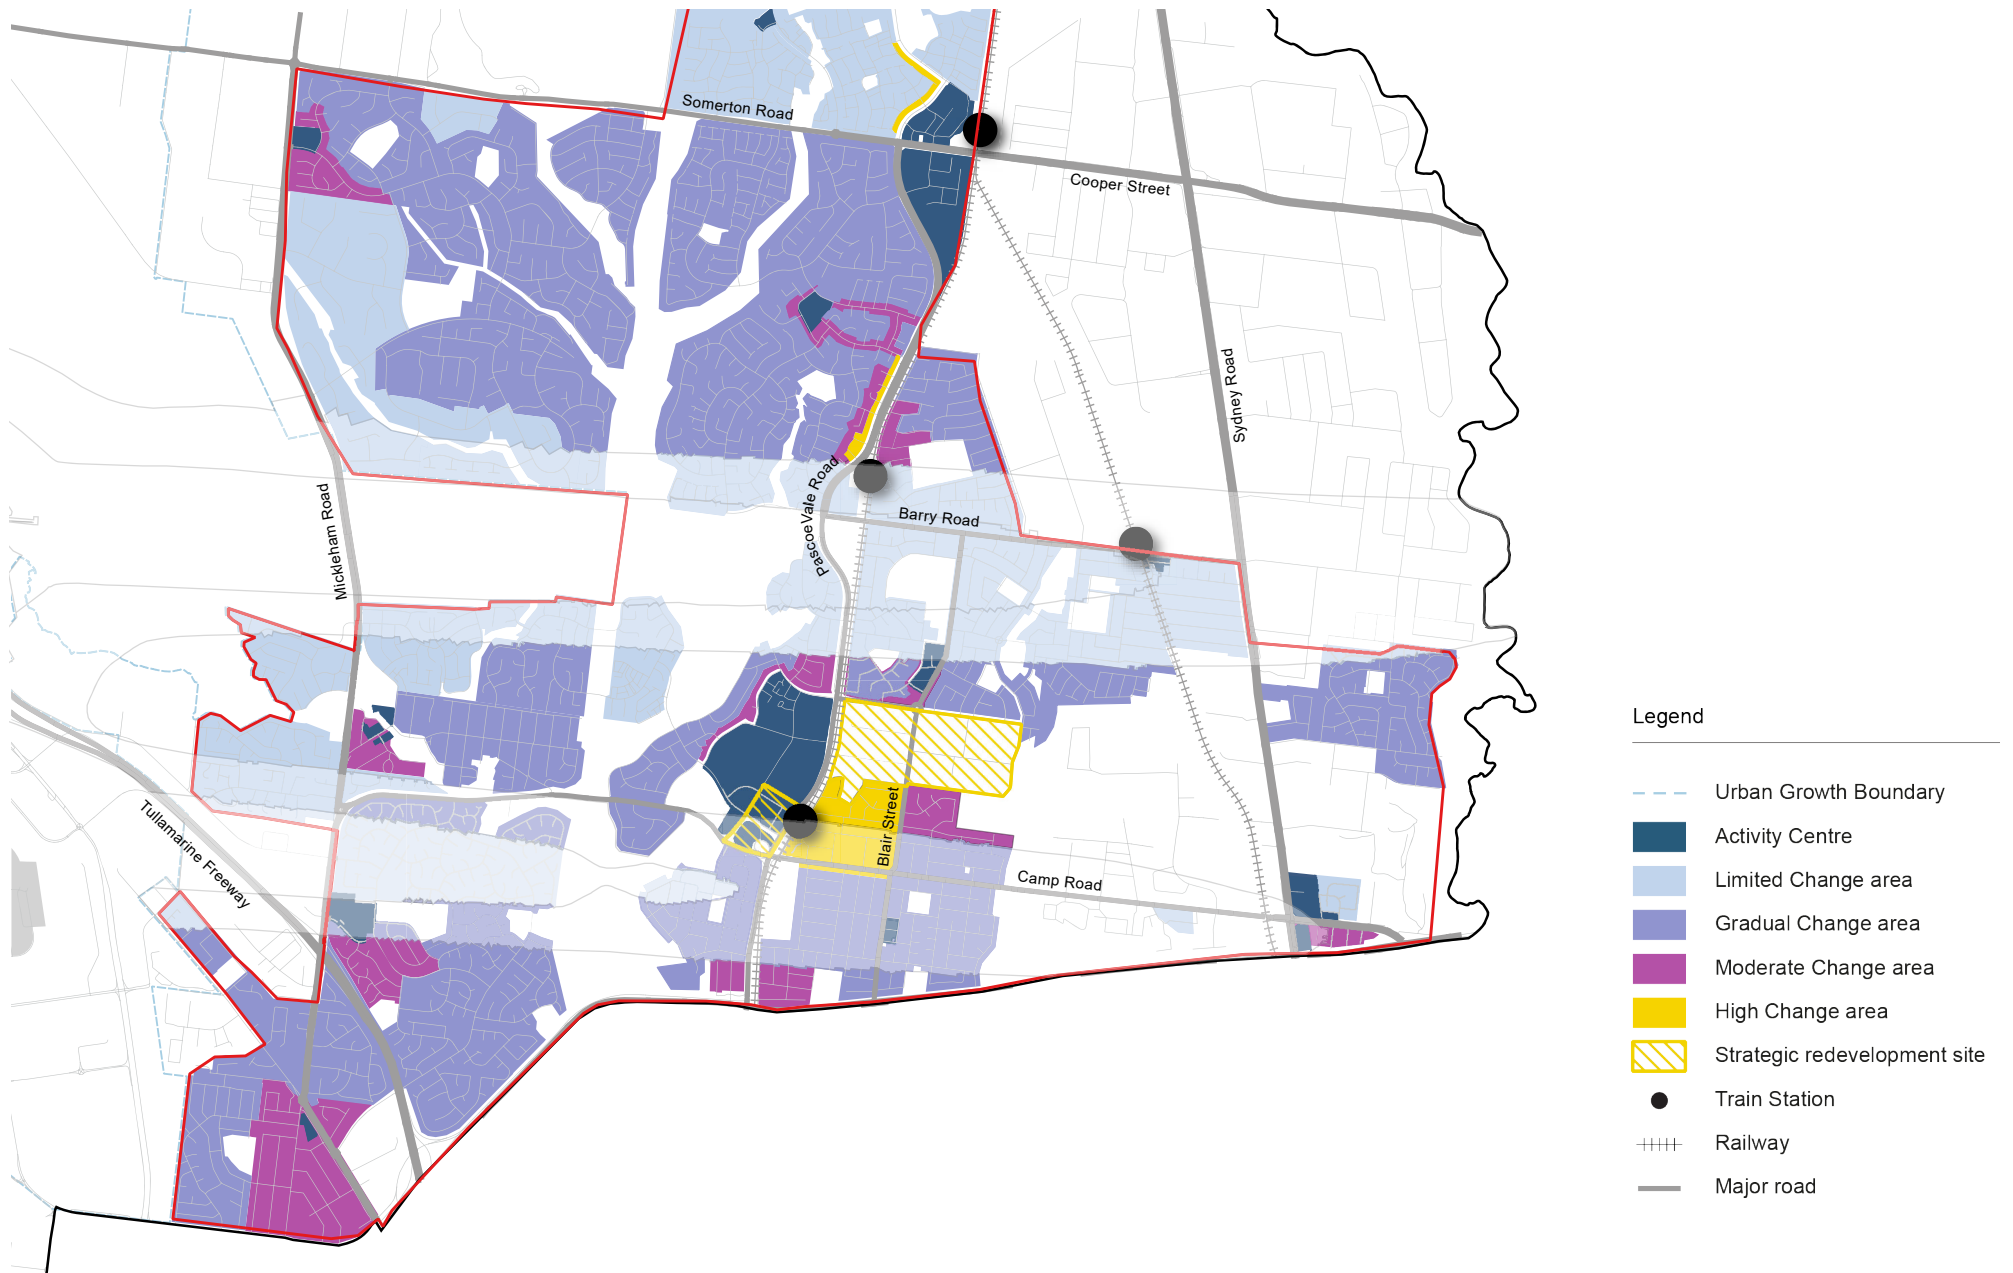 Somerton Road
Cooper Street
Sydney Road
PascoeVale Road
Mickleham Road
Barry Road
Tullamarine Freeway
Blair Street
Camp Road
Legend
Urban Growth Boundary
Activity Centre
Limited Change area
Gradual Change area
Moderate Change area
High Change area
Strategic redevelopment site
Train Station
Railway
Major road